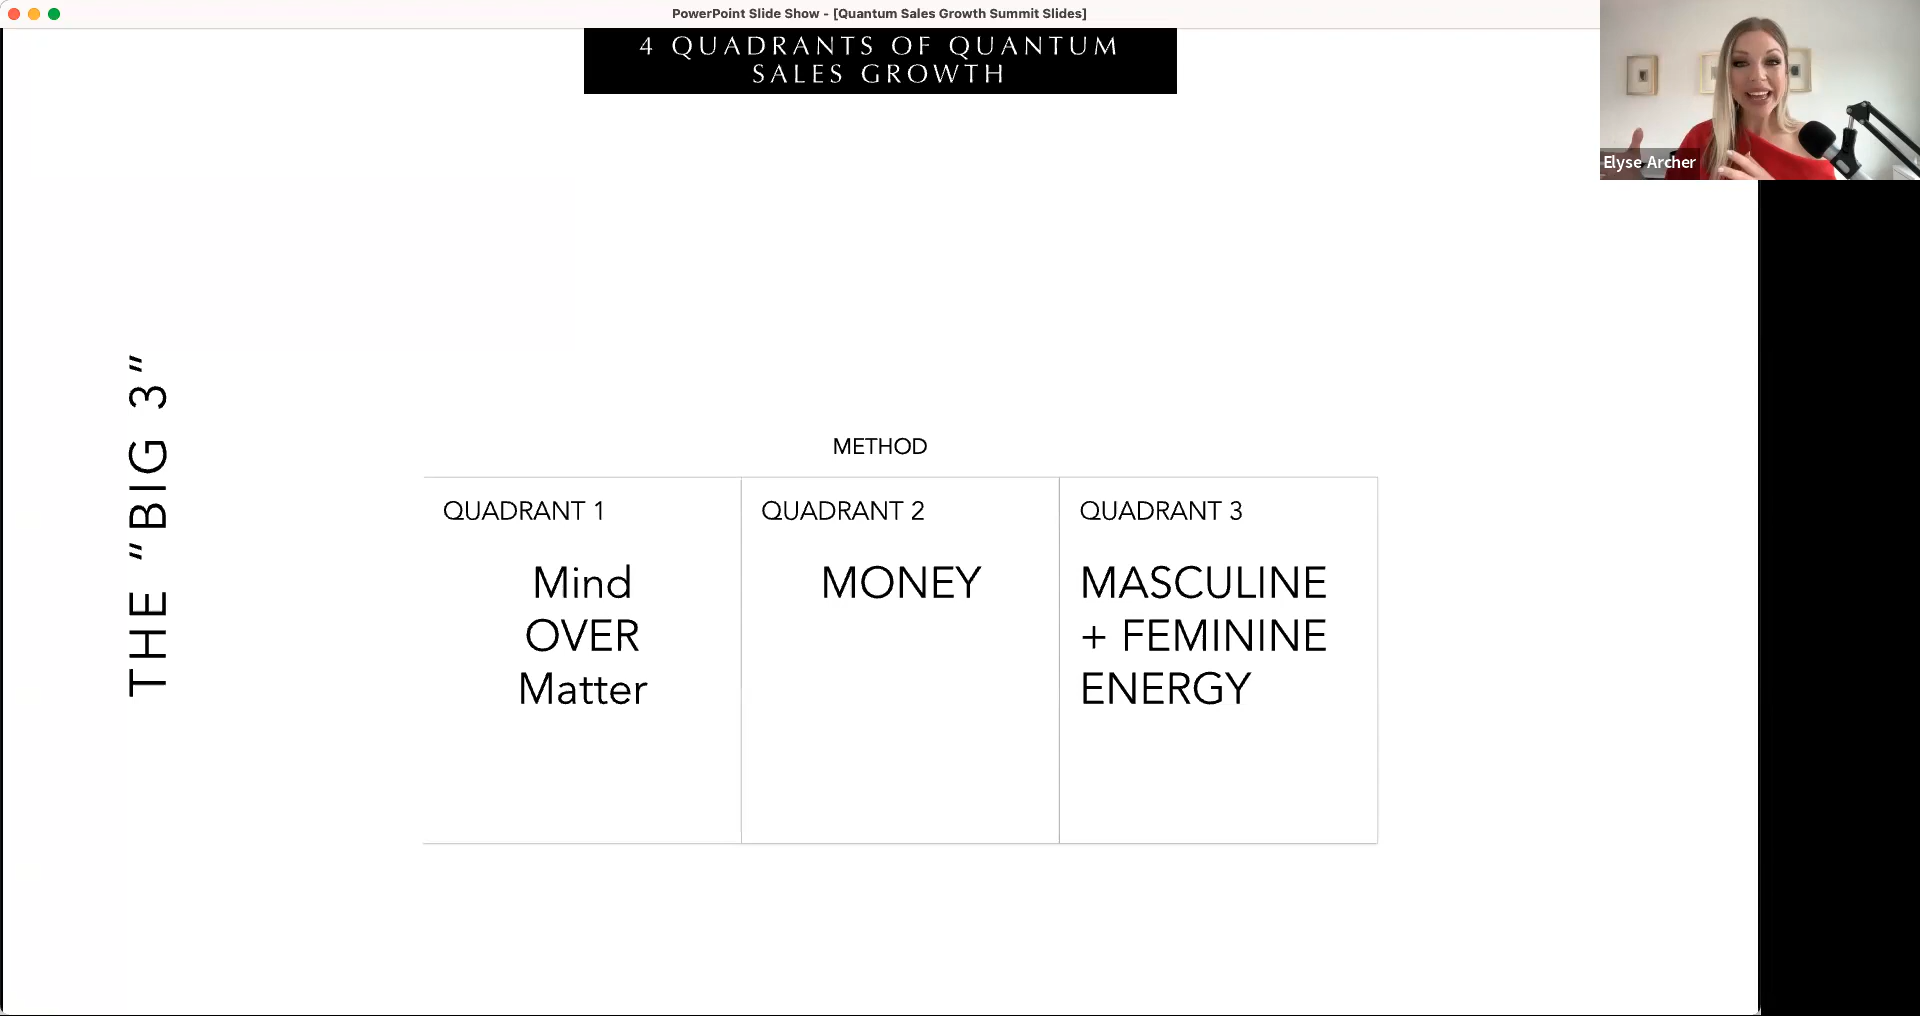 PowerPoint Slide Show - [Quantum Sales Growth Summit Slides]
4 QUADRANTS OF QUANTUM
SALES GROWTH
Elyse Archer
THE “BIG 3”
METHOD
QUADRANT 1
Mind
OVER
Matter
QUADRANT 2
MONEY
QUADRANT 3
MASCULINE
+ FEMININE
ENERGY